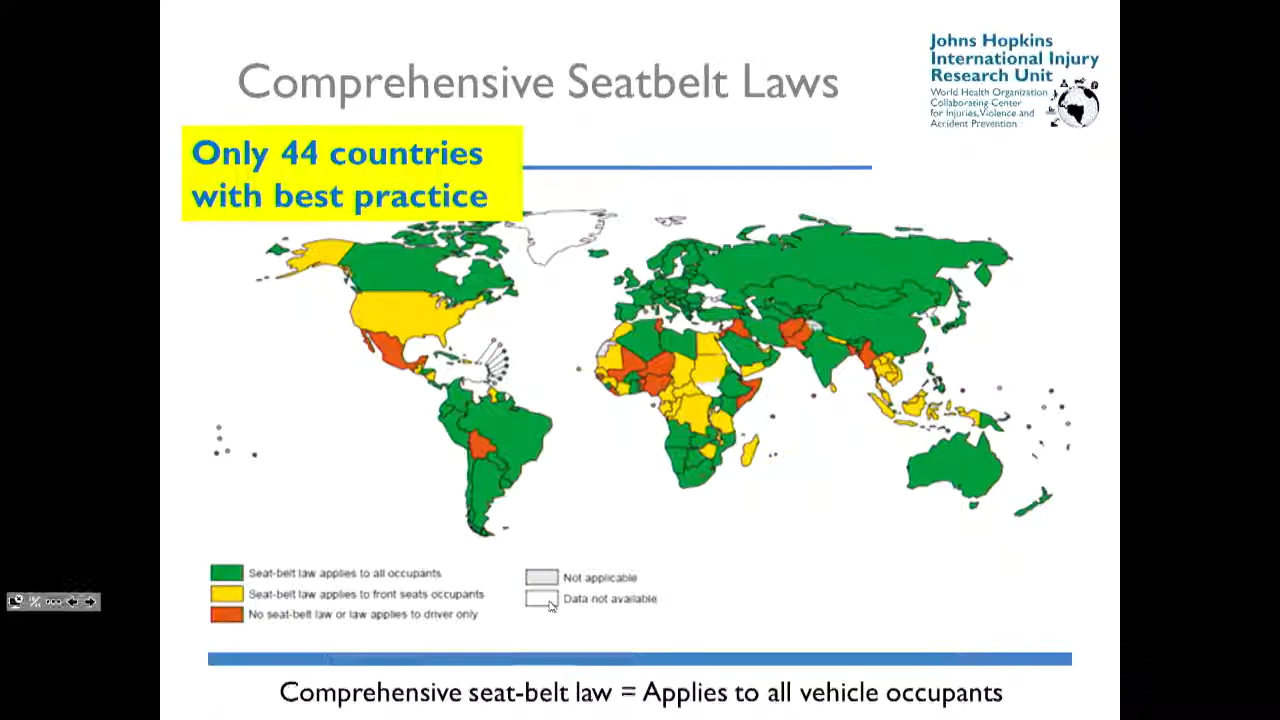 Comprehensive Seatbelt Laws
Johns Hopkins
International Injury
Research Unit
World Health Organization
Collaborating Center
for Injuries, Violence and
Accident Prevention
Only 44 countries
with best practice
Seat-belt law applies to all occupants
Seat-belt law applies to front seats occupants
No seat-belt law or law applies to driver only
Not applicable
Data not available
Comprehensive seat-belt law = Applies to all vehicle occupants